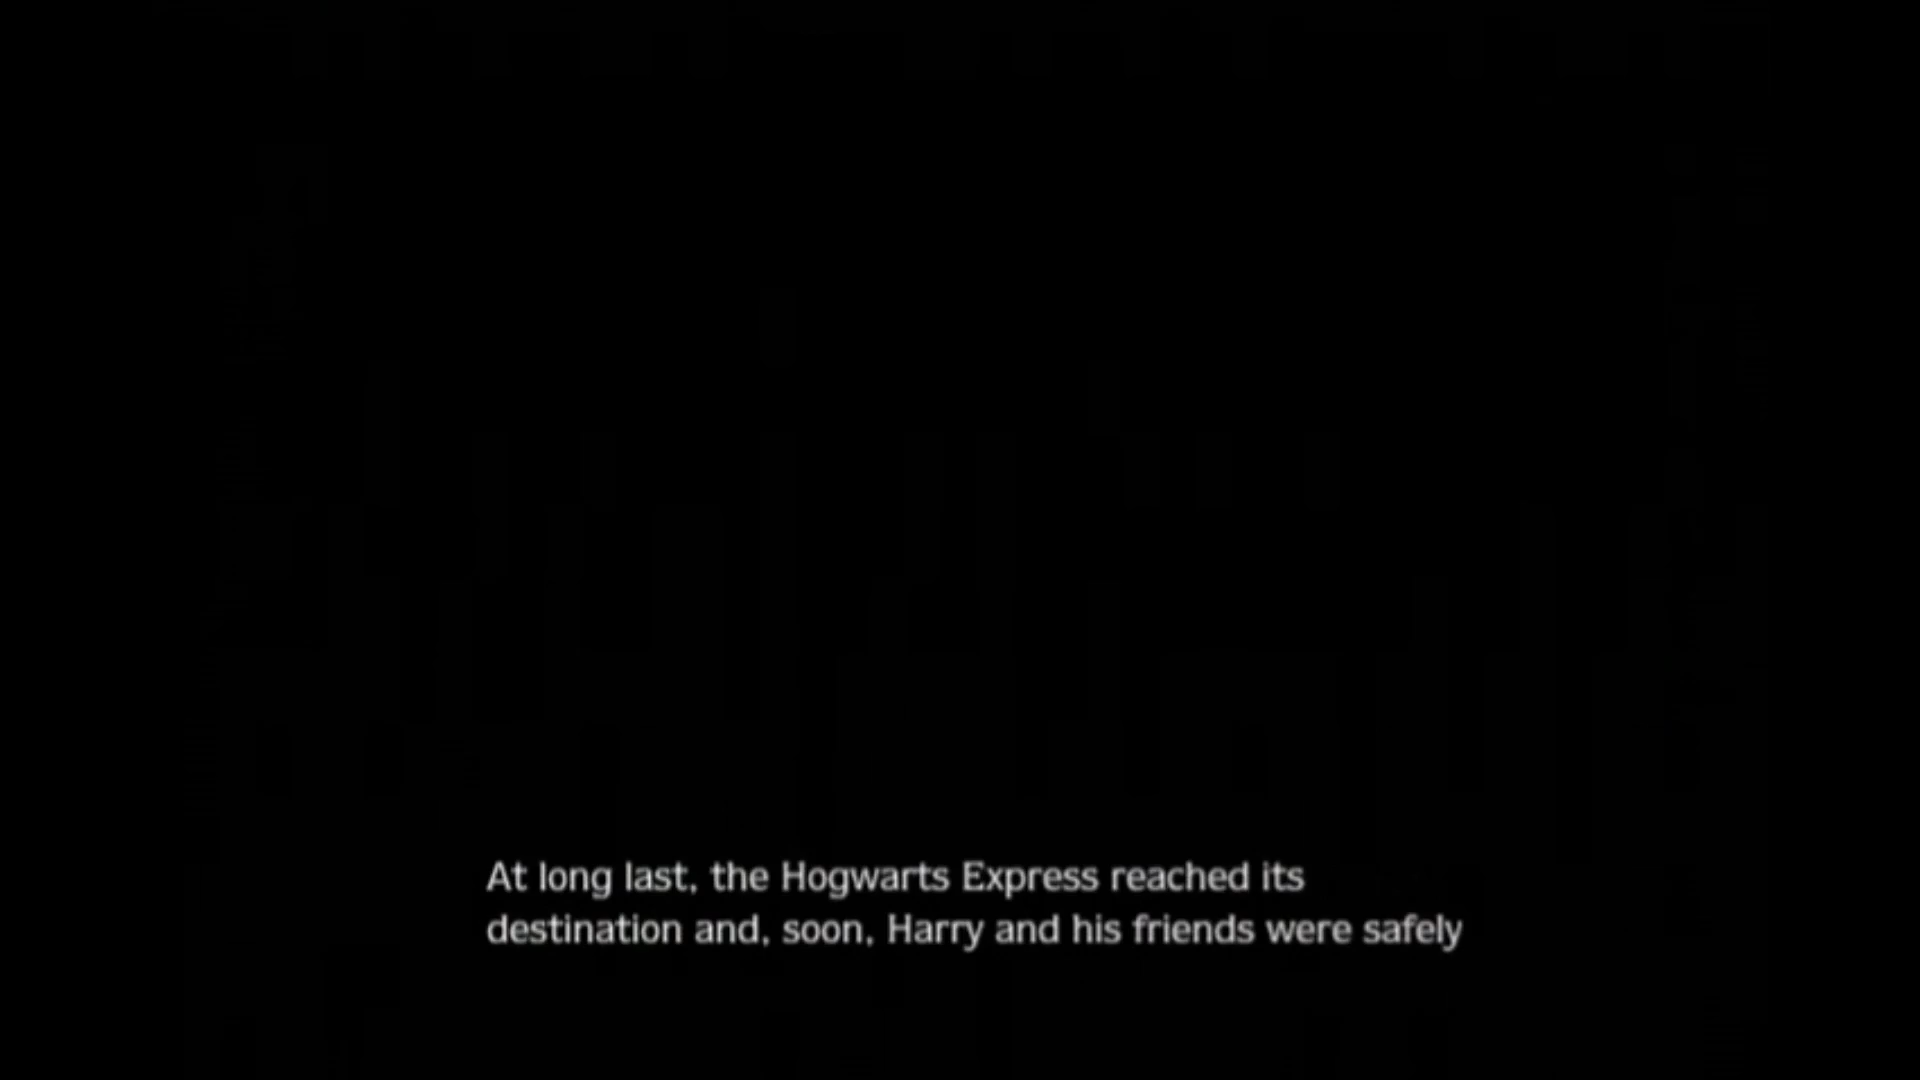 At long last, the Hogwarts Express reached its
destination and, soon, Harry and his friends were safely